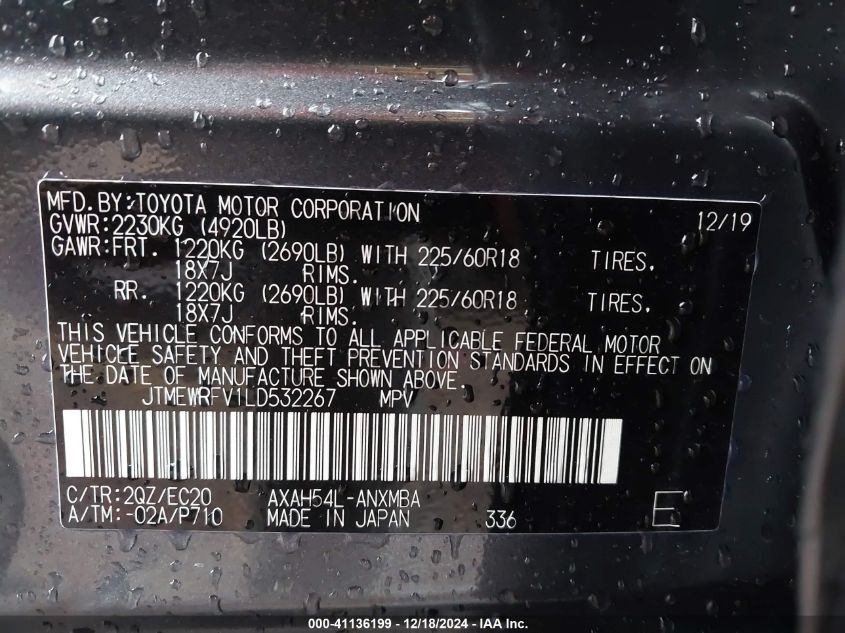 MFD.BY:TOYOTA MOTOR CORPORATION 12/19
GVWR:2230KG (4920LB)
GAWR:FRT. 1220KG (2690LB) WITH 225/60R18 TIRES.
18X7J RIMS.
RR. 1220KG (2690LB) WITH 225/60R18 TIRES.
18X7J RIMS.
THIS VEHICLE CONFORMS TO ALL APPLICABLE FEDERAL MOTOR
VEHICLE SAFETY AND THEFT PREVENTION STANDARDS IN EFFECT ON
THE DATE OF MANUFACTURE SHOWN ABOVE.
JTMEWRFV1LD532267 MPV
C/TR:2QZ/EC20 AXAH54L-ANXMBA
A/TM:-02A/P710 MADE IN JAPAN 336 E
000-41136199 - 12/18/2024 - IAA Inc.